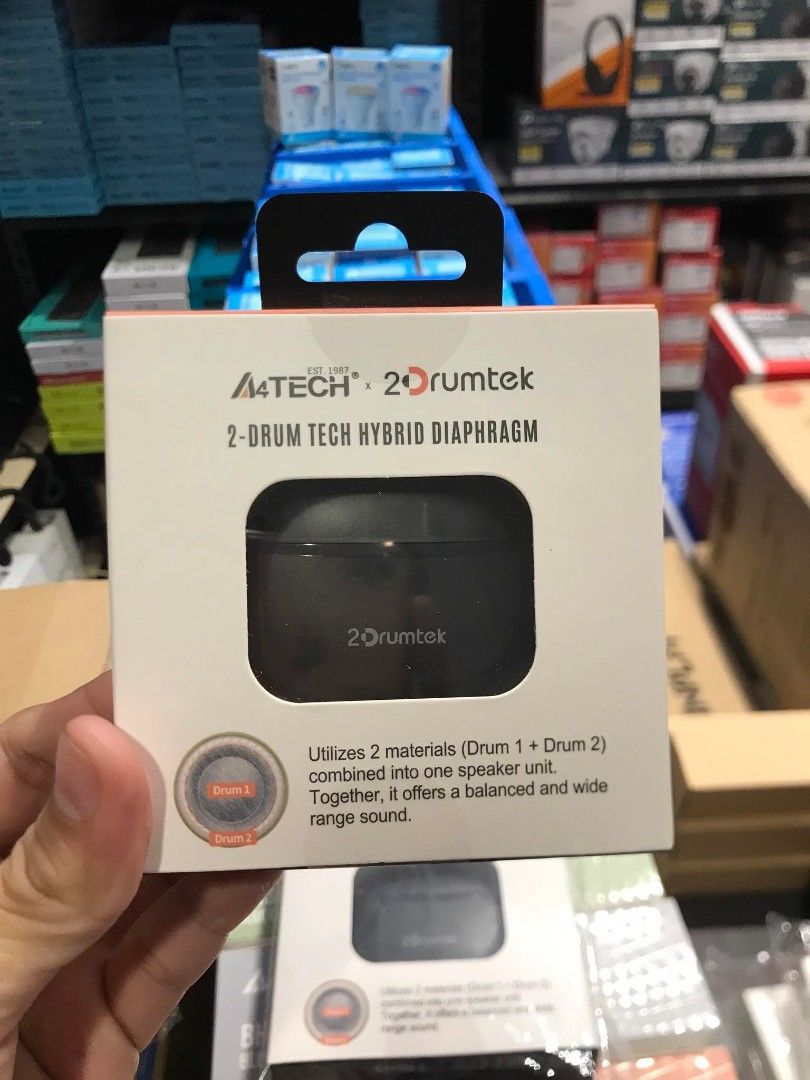 EST. 1987
A4TECH® x 2Drumtek
2-DRUM TECH HYBRID DIAPHRAGM
2Drumtek
Drum 1
Drum 2
Utilizes 2 materials (Drum 1 + Drum 2)
combined into one speaker unit.
Together, it offers a balanced and wide
range sound.